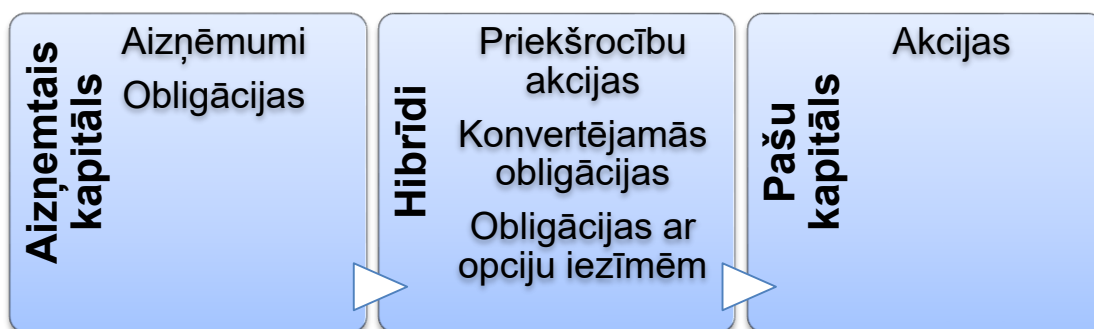 Aizņemtais
kapitāls
Aizņēmumi
Obligācijas
Hibrīdi
Priekšrocību
akcijas
Konvertējamās
obligācijas
Obligācijas ar
opciju iezīmēm
Pašu
kapitāls
Akcijas